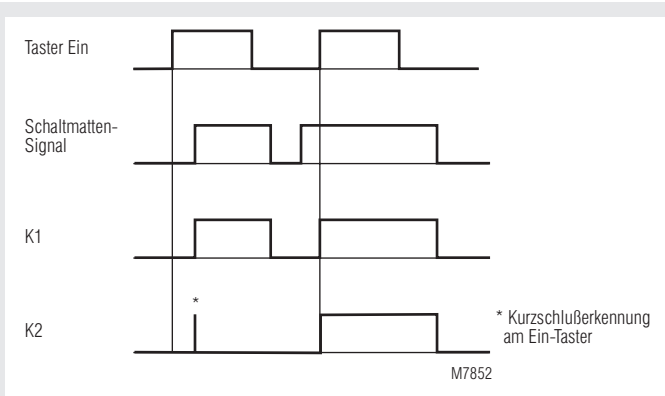 Taster Ein
Schaltmatten-
Signal
K1
*
K2
* Kurzschlußerkennung
am Ein-Taster
M7852